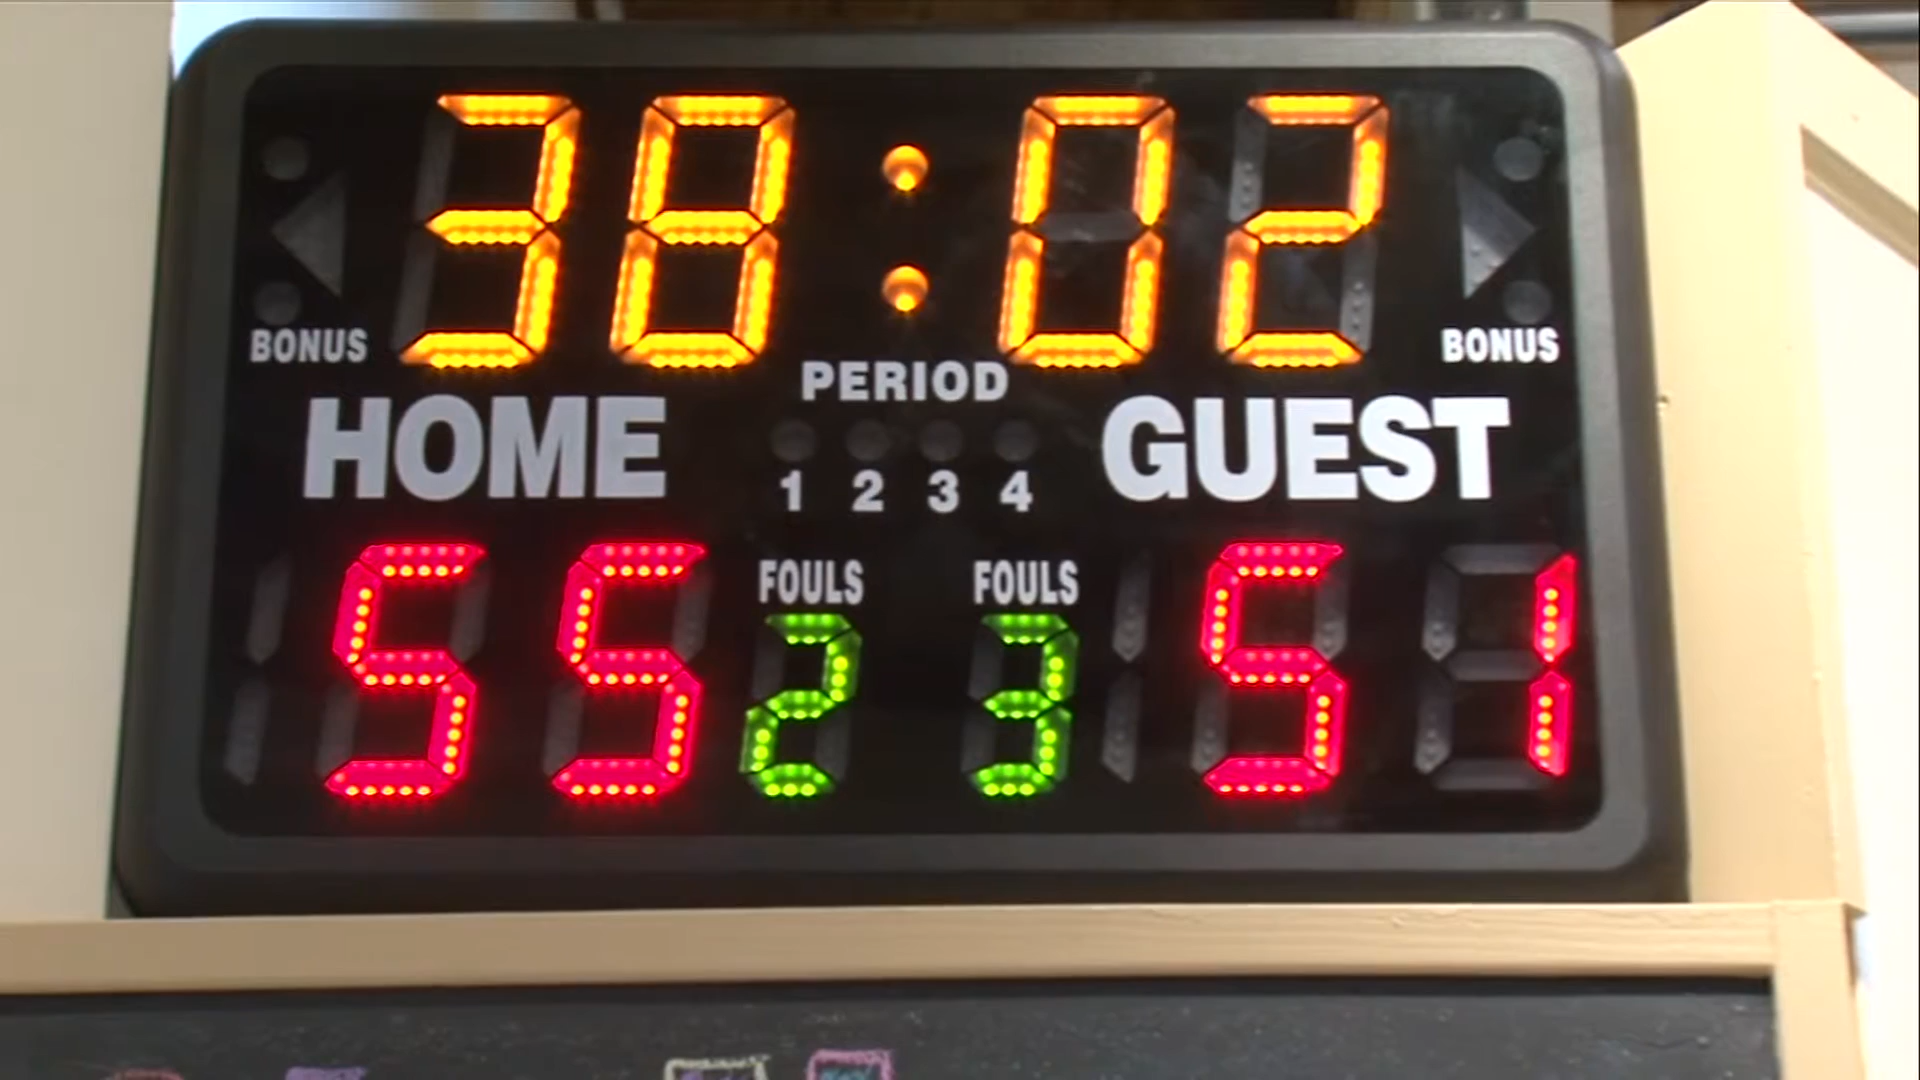 38:02
BONUS PERIOD BONUS
HOME GUEST
1 2 3 4
FOULS FOULS
55 2 3 51